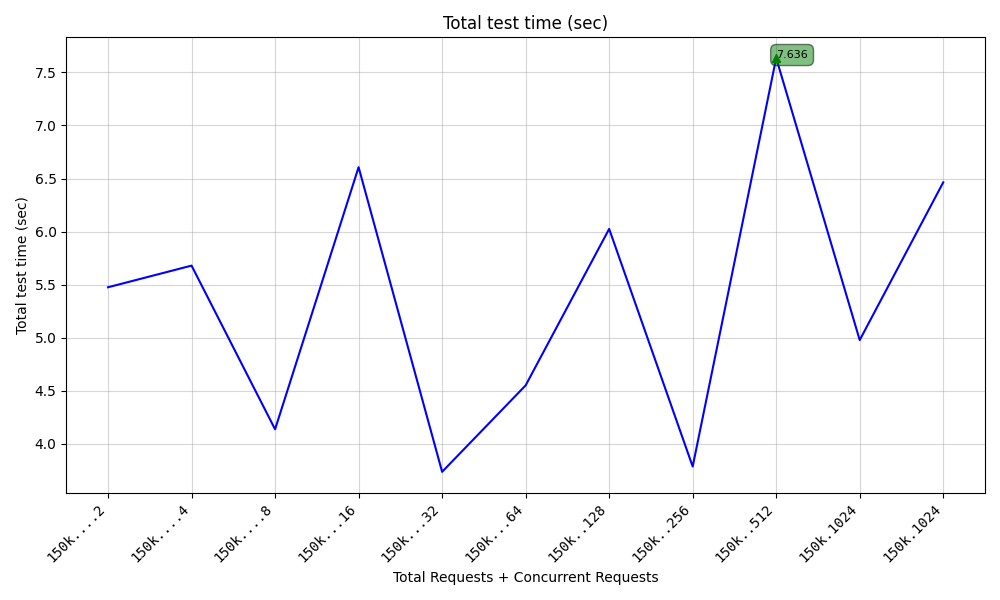 Total test time (sec)
7.636
7.5
7.0
6.5
6.0
5.5
5.0
4.5
4.0
Total test time (sec)
150k....2
150k....4
150k....8
150k...16
150k...32
150k...64
150k..128
150k..256
150k..512
150k.1024
150k.1024
Total Requests + Concurrent Requests